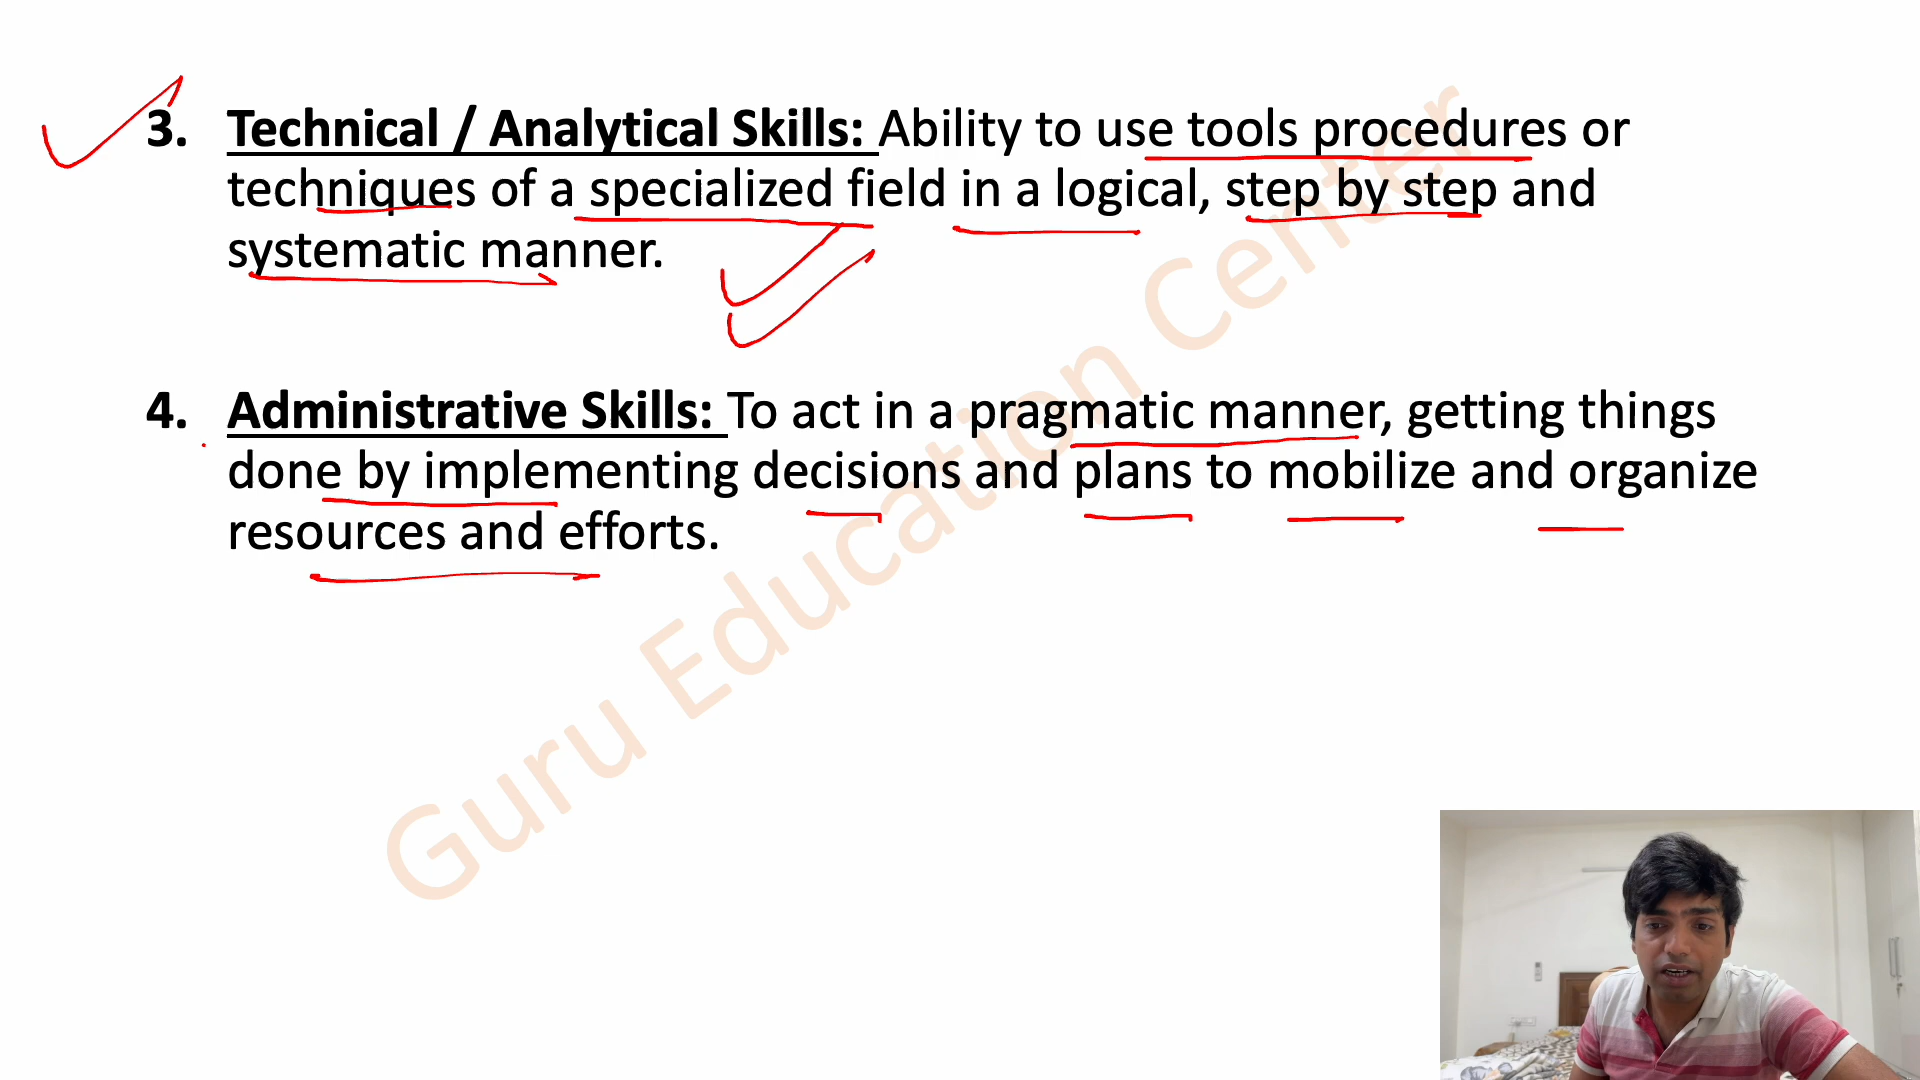 3. Technical / Analytical Skills: Ability to use tools procedures or
techniques of a specialized field in a logical, step by step and
systematic manner.
4. Administrative Skills: To act in a pragmatic manner, getting things
done by implementing decisions and plans to mobilize and organize
resources and efforts.
Guru Education Center